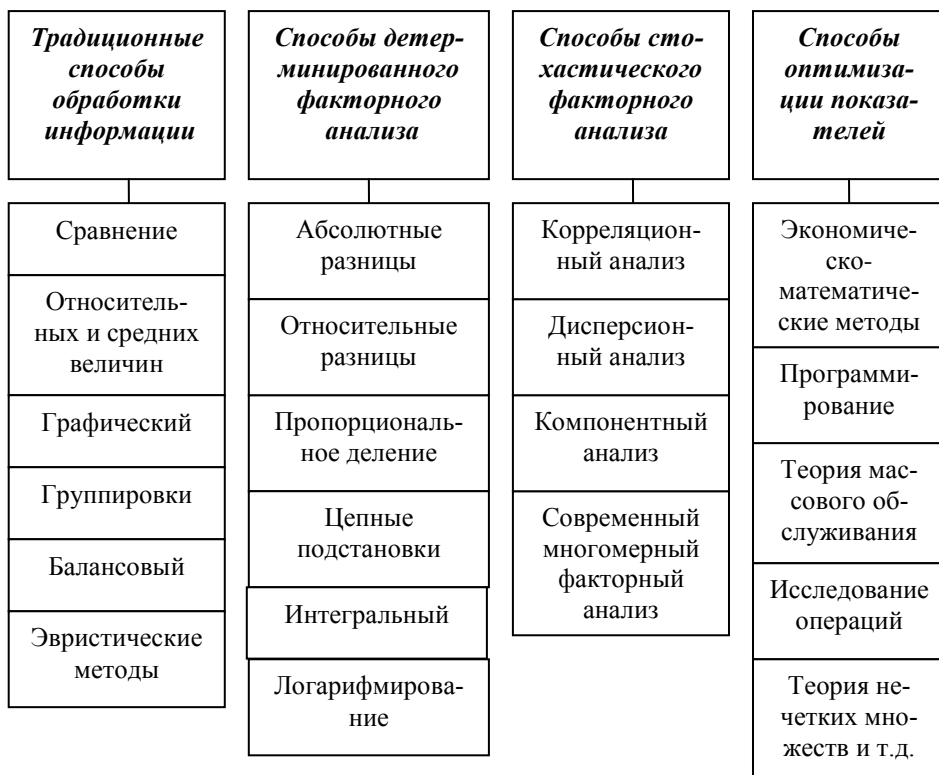 Традиционные
способы
обработки
информации
Сравнение
Относитель-
ных и средних
величин
Графический
Группировки
Балансовый
Эвристические
методы
Способы детер-
минированного
факторного
анализа
Абсолютные
разницы
Относительные
разницы
Пропорциональ-
ное деление
Цепные
подстановки
Интегральный
Логарифмирова-
ние
Способы сто-
хастического
факторного
анализа
Корреляцион-
ный анализ
Дисперсион-
ный анализ
Компонентный
анализ
Современный
многомерный
факторный
анализ
Способы
оптимиза-
ции показа-
телей
Экономиче-
ско-
математиче-
ские методы
Программи-
рование
Теория мас-
сового об-
служивания
Исследование
операций
Теория не-
четких мно-
жеств и т.д.